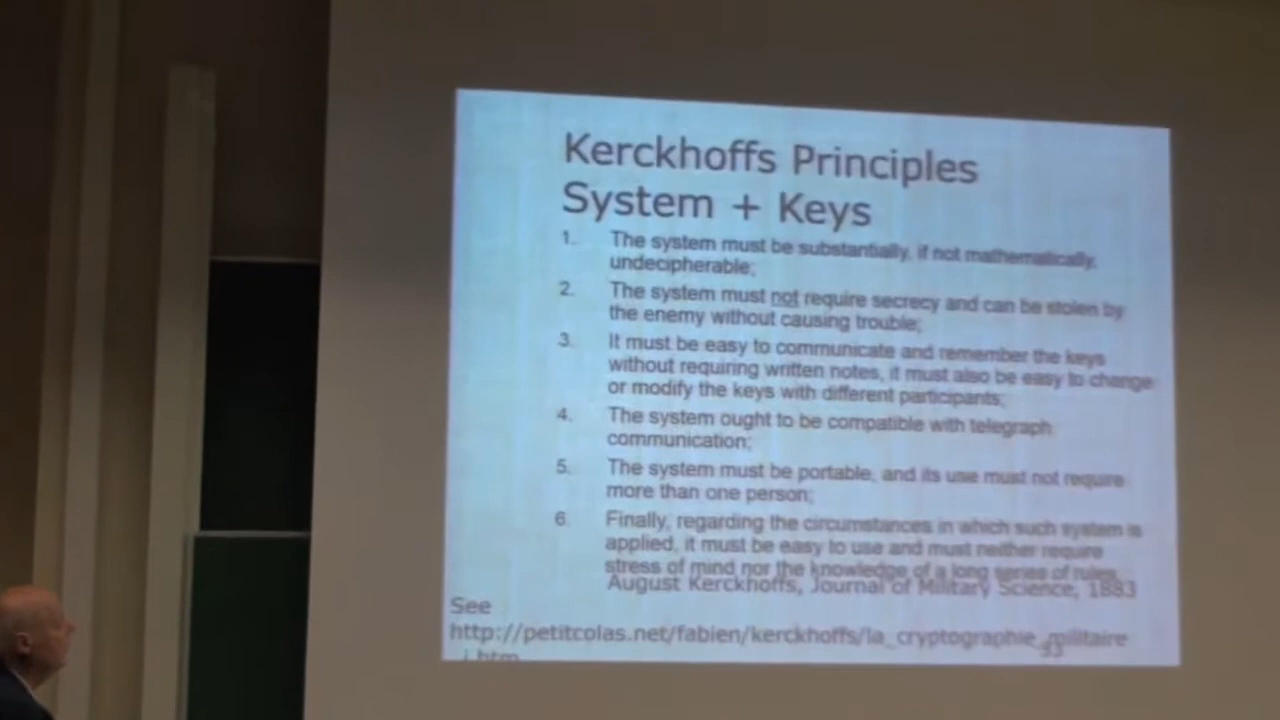 Kerckhoffs Principles
System + Keys
1. The system must be substantially, if not mathematically,
undecipherable;
2. The system must not require secrecy and can be stolen by
the enemy without causing trouble;
3. It must be easy to communicate and remember the keys
without requiring written notes, it must also be easy to change
or modify the keys with different participants;
4. The system ought to be compatible with telegraph
communication;
5. The system must be portable, and its use must not require
more than one person;
6. Finally, regarding the circumstances in which such system is
applied, it must be easy to use and must neither require
stress of mind nor the knowledge of a long series of rules.
August Kerckhoffs, Journal of Military Science, 1883
See
http://petitcolas.net/fabien/kerckhoffs/la_cryptographie_militaire
_i.htm
33